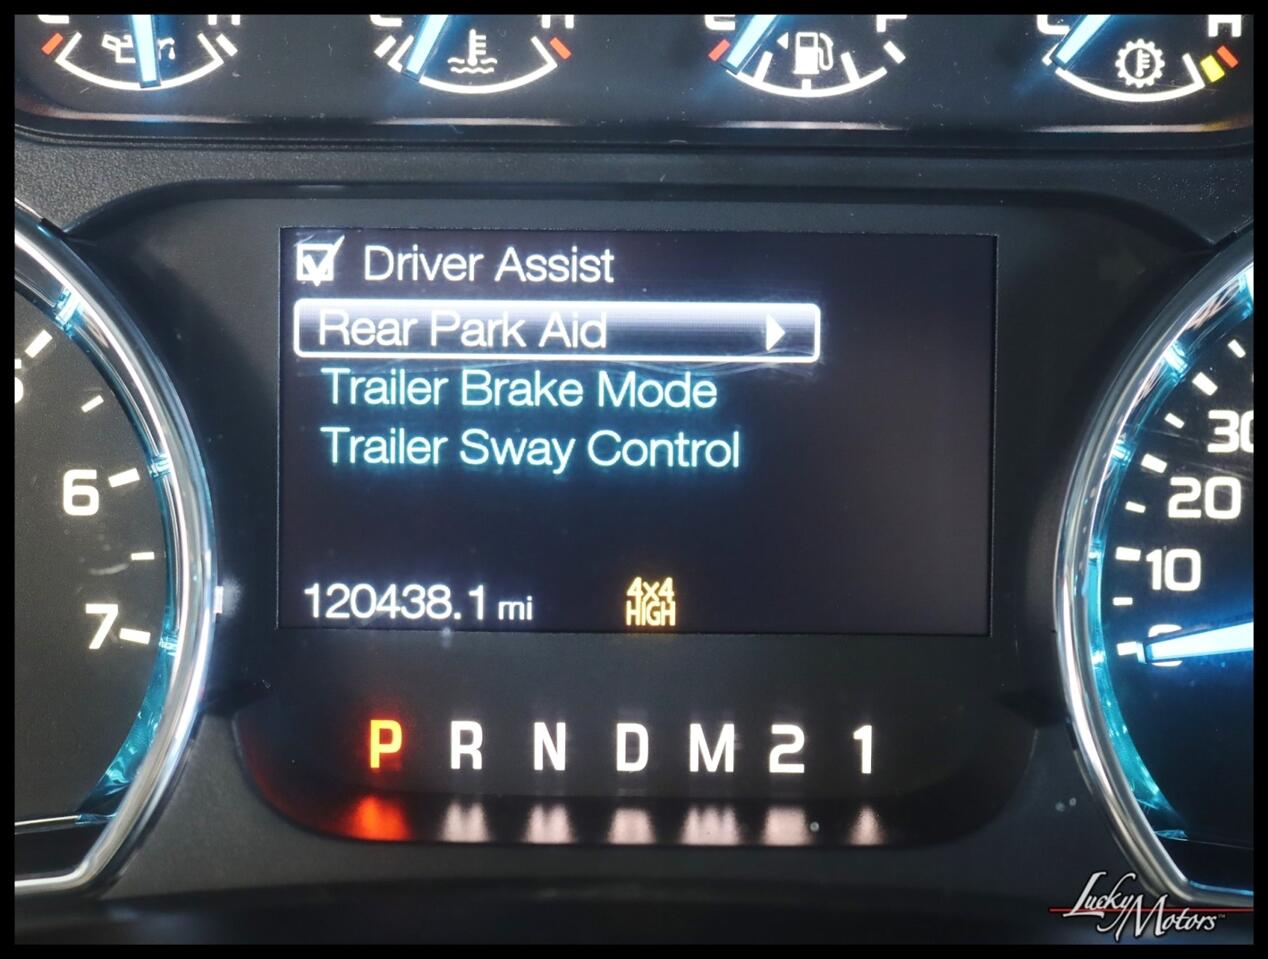 E F
Driver Assist
Rear Park Aid
Trailer Brake Mode
Trailer Sway Control
120438.1 mi
4x4
HIGH
6
7
30
20
10
0
P R N D M 2 1
Lucky Motors